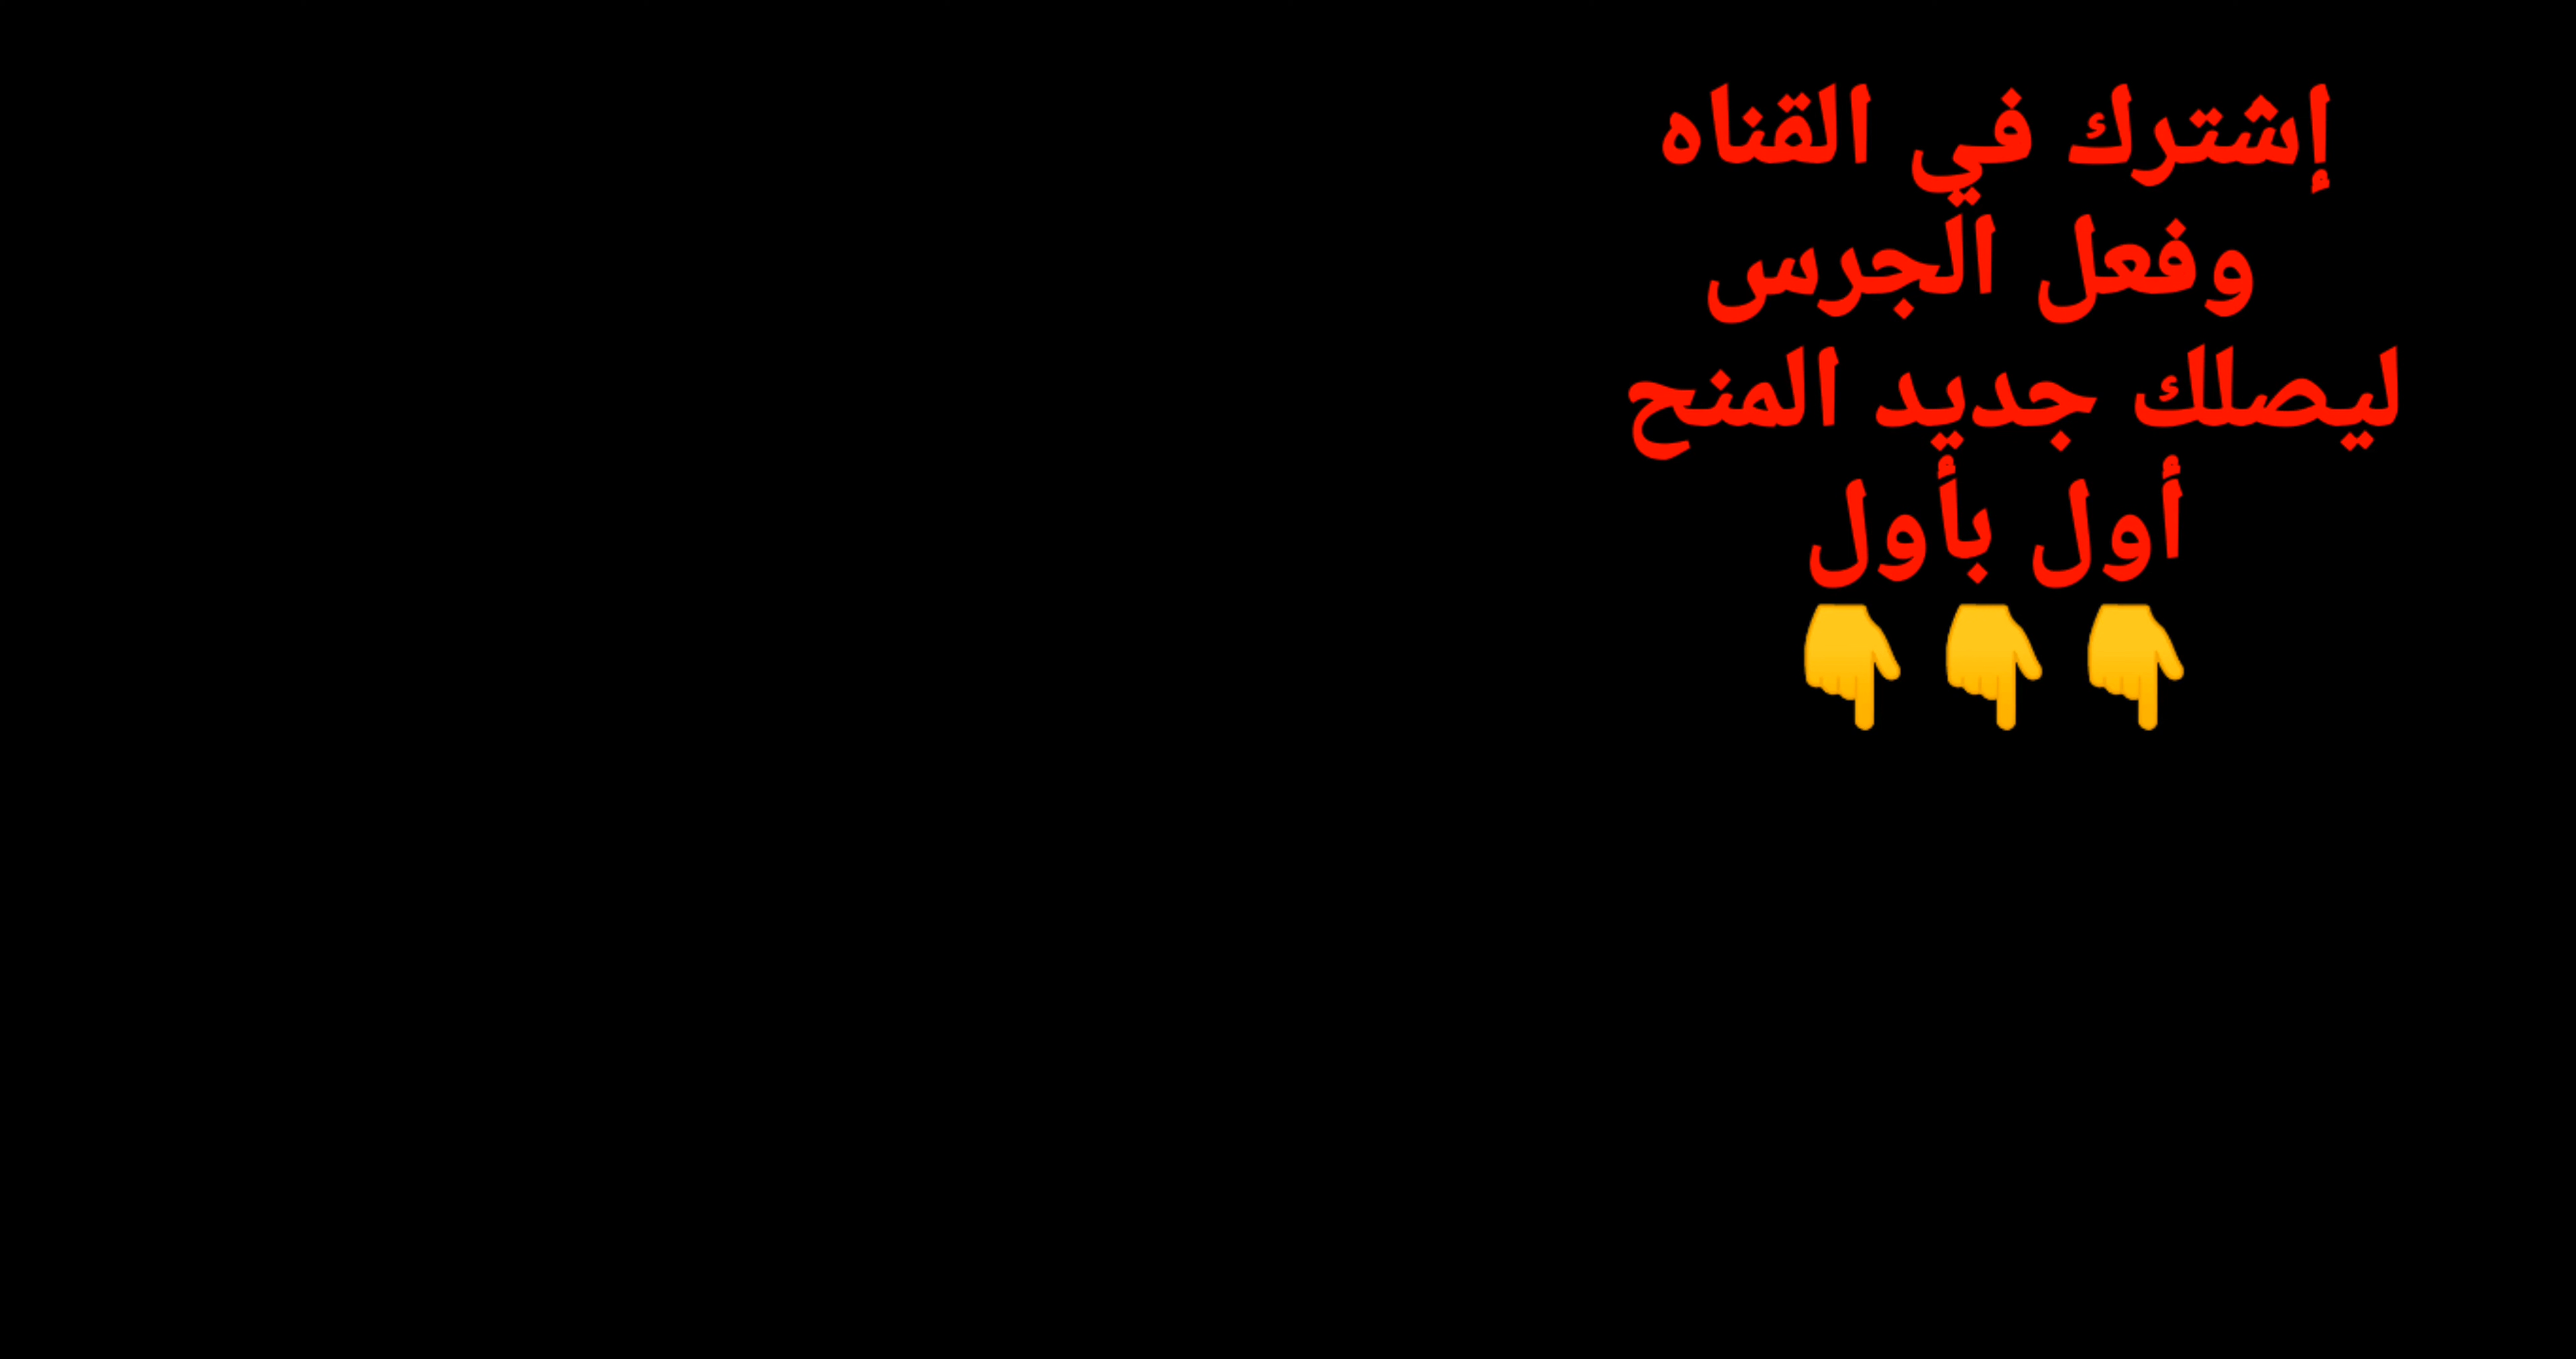 إشترك في القناه
وفعل الجرس
ليصلك جديد المنح
أول بأول
👇 👇 👇